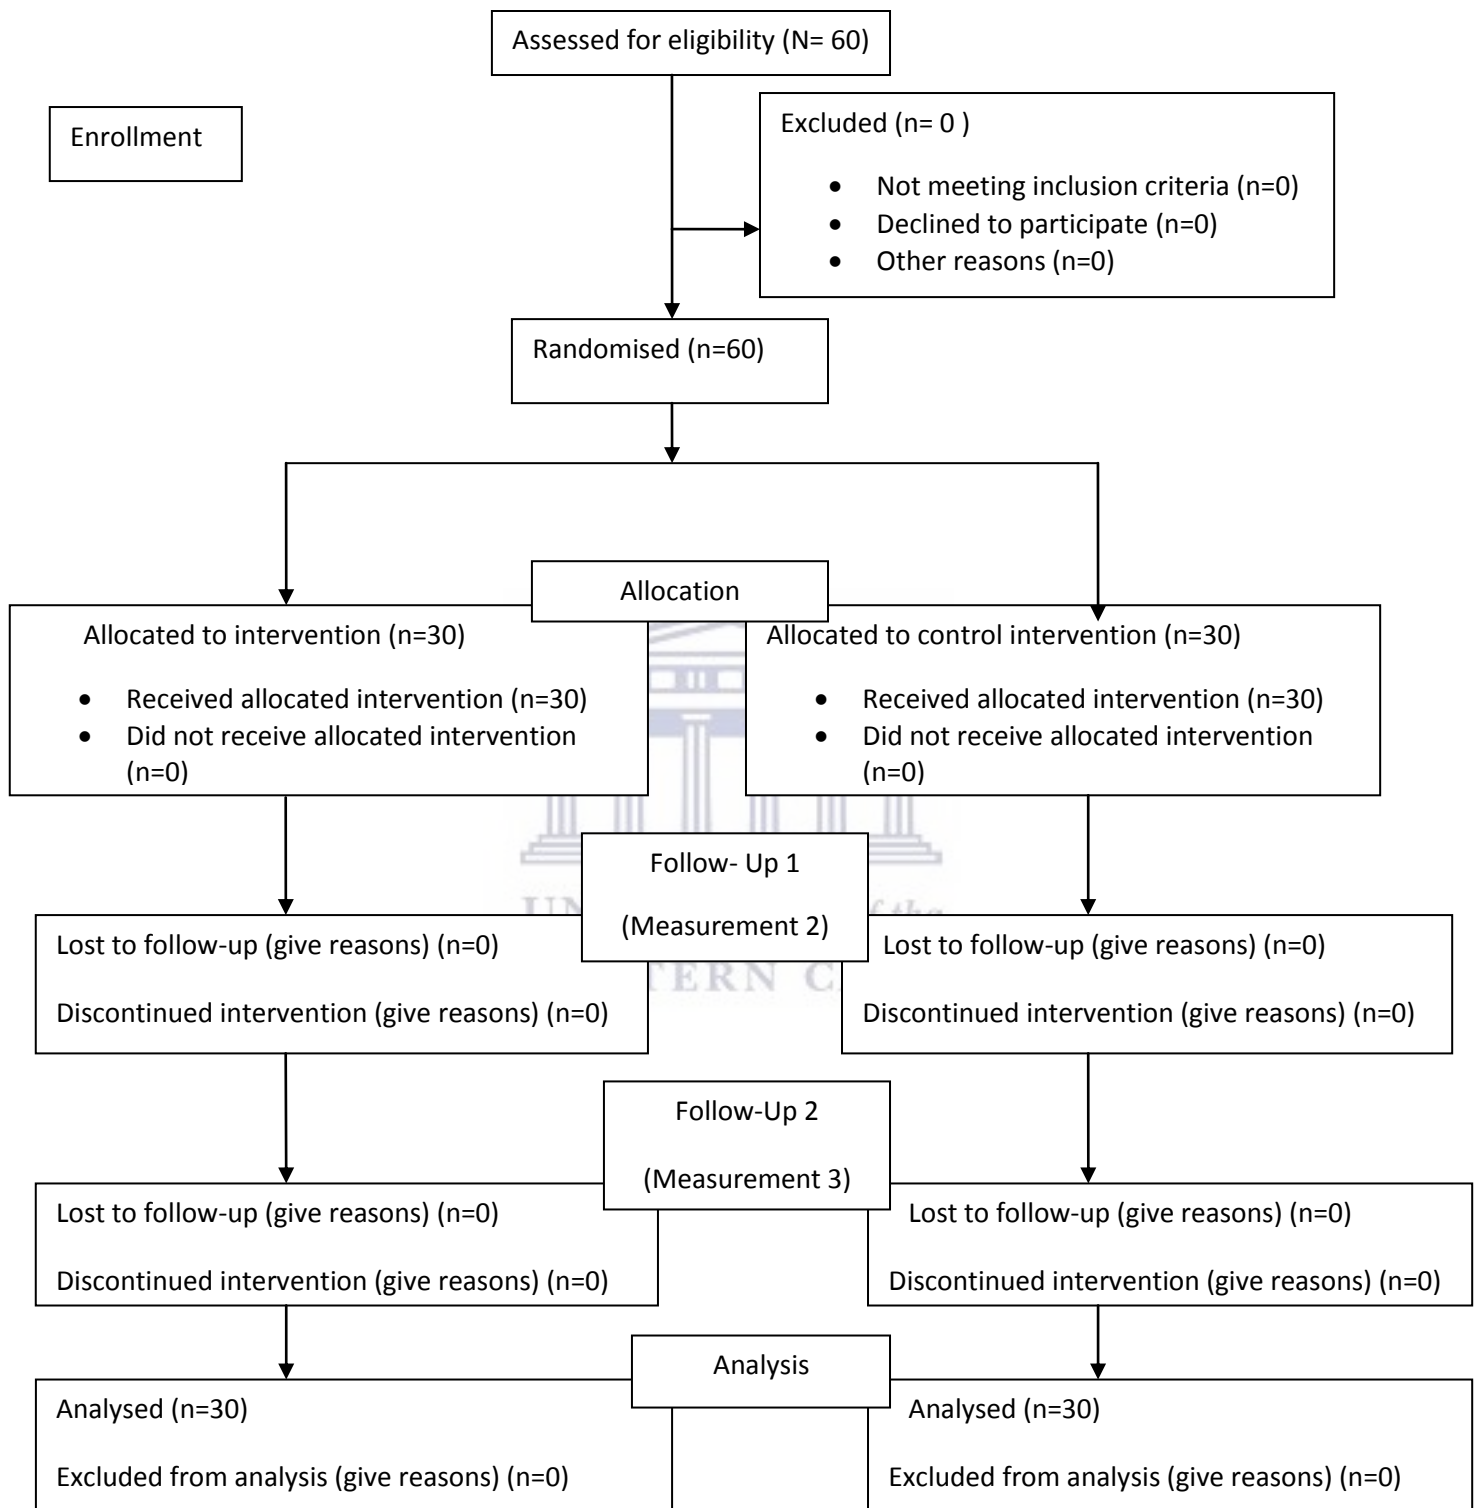 Assessed for eligibility (N= 60)
Enrollment
Excluded (n= 0 )
• Not meeting inclusion criteria (n=0)
• Declined to participate (n=0)
• Other reasons (n=0)
Randomised (n=60)
Allocation
Allocated to intervention (n=30)
• Received allocated intervention (n=30)
• Did not receive allocated intervention
(n=0)
Allocated to control intervention (n=30)
• Received allocated intervention (n=30)
• Did not receive allocated intervention
(n=0)
Follow- Up 1
(Measurement 2)
Lost to follow-up (give reasons) (n=0)
Discontinued intervention (give reasons) (n=0)
Lost to follow-up (give reasons) (n=0)
Discontinued intervention (give reasons) (n=0)
Follow-Up 2
(Measurement 3)
Lost to follow-up (give reasons) (n=0)
Discontinued intervention (give reasons) (n=0)
Lost to follow-up (give reasons) (n=0)
Discontinued intervention (give reasons) (n=0)
Analysis
Analysed (n=30)
Excluded from analysis (give reasons) (n=0)
Analysed (n=30)
Excluded from analysis (give reasons) (n=0)